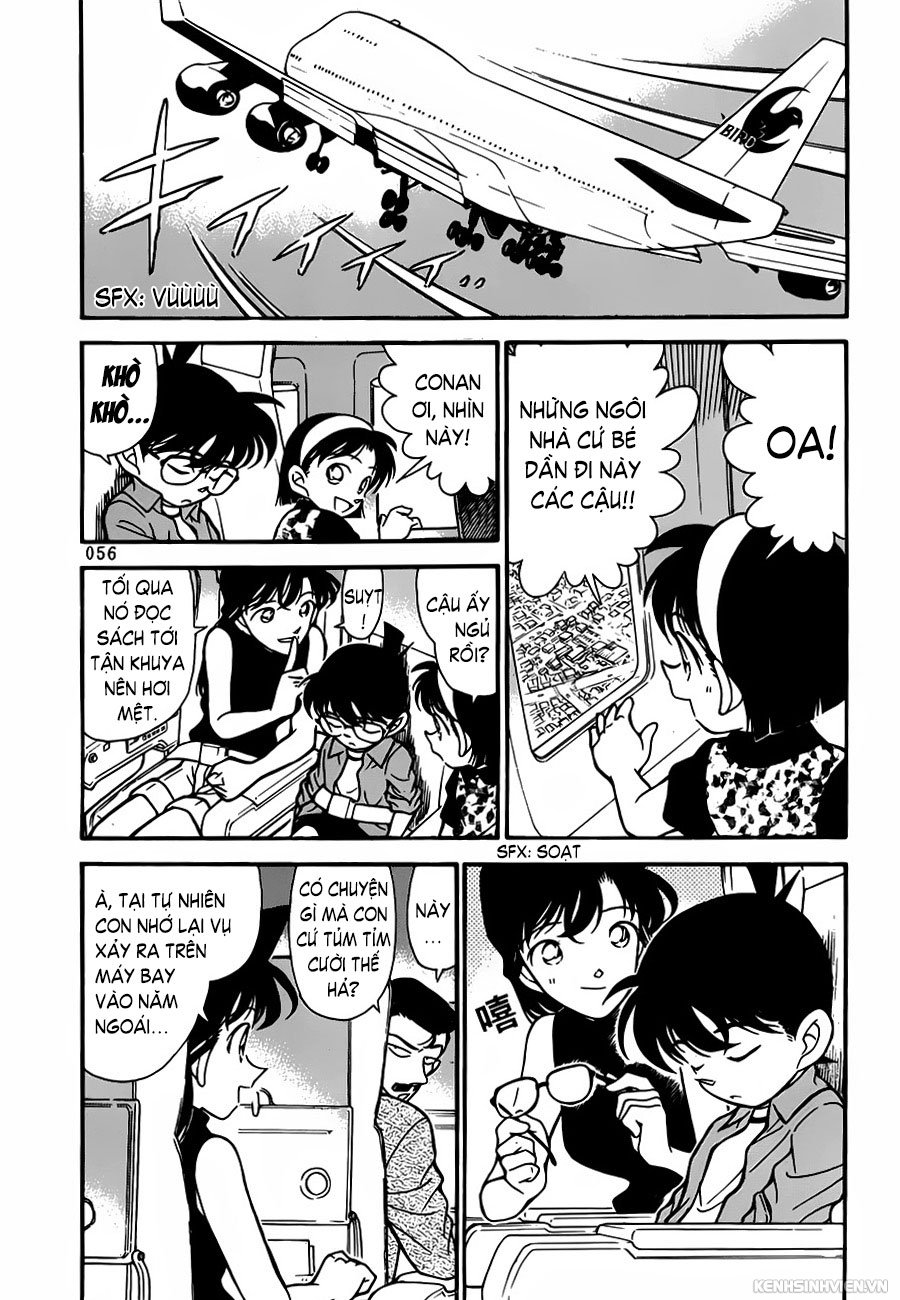 BIRD
SFX: VÙÙÙÙ
OA!
NHỮNG NGÔI
NHÀ CỨ BÉ
DẦN ĐI NÀY
CÁC CẬU!!
CONAN
ƠI, NHÌN
NÀY!
KHÒ
KHÒ...
056
CẬU ẤY
NGỦ
RỒI?
SUYT
!
TỐI QUA
NÓ ĐỌC
SÁCH TỚI
TẬN KHUYA
NÊN HƠI
MỆT.
SFX: SOẠT
嘻
NÀY
...
CÓ CHUYỆN
GÌ MÀ CON
CỨ TỦM TỈM
CƯỜI THẾ
HẢ?
À, TẠI TỰ NHIÊN
CON NHỚ LẠI VỤ
XẢY RA TRÊN
MÁY BAY
VÀO NĂM
NGOÁI...
KENHSINHVIEN.VN